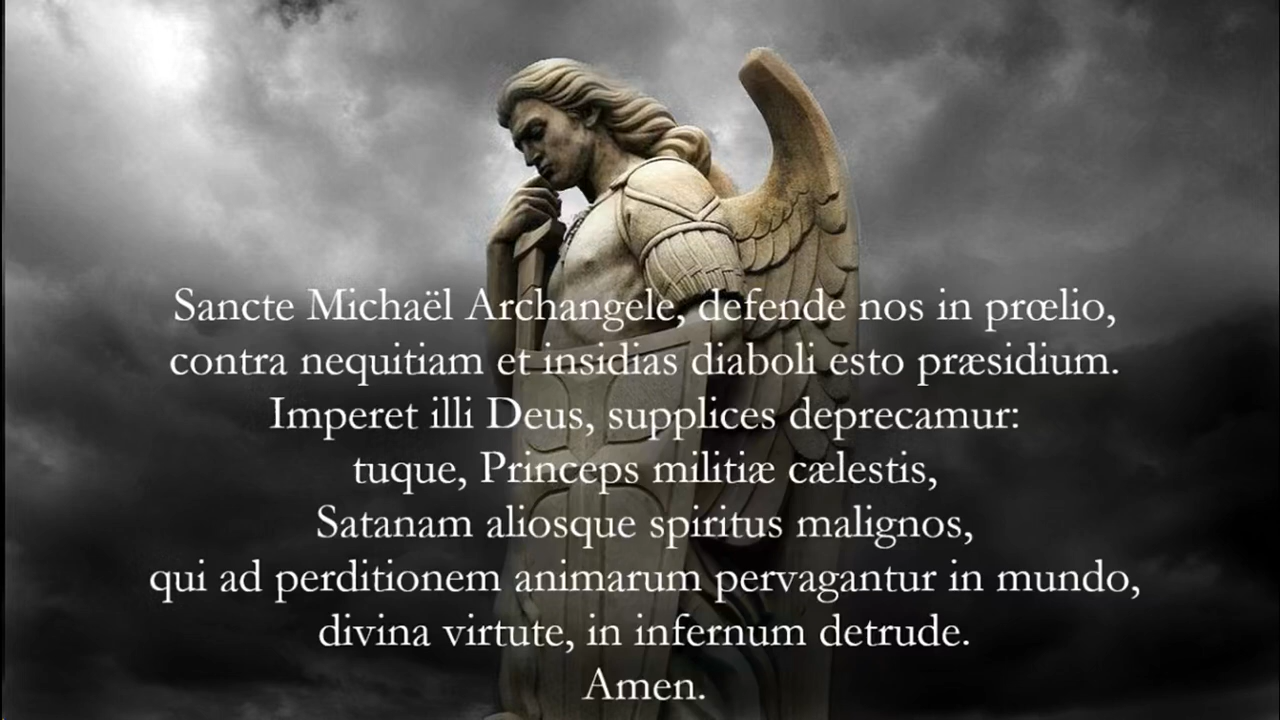 Sancte Michaël Archangele, defende nos in prœlio,
contra nequitiam et insidias diaboli esto præsidium.
Imperet illi Deus, supplices deprecamur:
tuque, Princeps militiæ cælestis,
Satanam aliosque spiritus malignos,
qui ad perditionem animarum pervagantur in mundo,
divina virtute, in infernum detrude.
Amen.